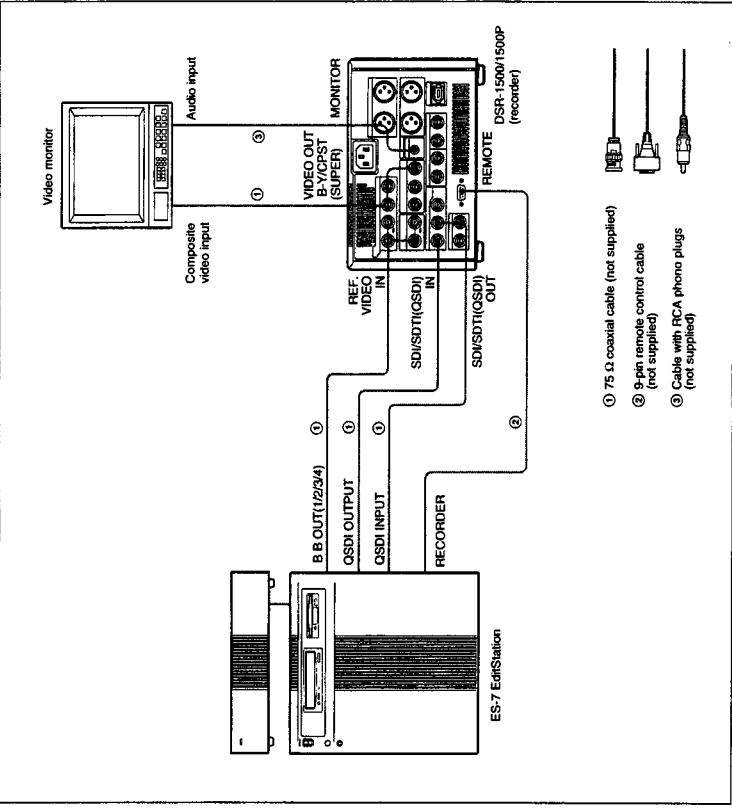 Video monitor
Composite
video input
①
Audio input
③
VIDEO OUT
B-Y/CPST
(SUPER)
MONITOR
REF.
VIDEO
IN
SDI/SDTI(QSDI)
IN
SDI/SDTI(QSDI)
OUT
REMOTE
DSR-1500/1500P
(recorder)
B B OUT(1/2/3/4)
①
QSDI OUTPUT
①
QSDI INPUT
①
RECORDER
②
ES-7 EditStation
① 75 Ω coaxial cable (not supplied)
② 9-pin remote control cable
(not supplied)
③ Cable with RCA phono plugs
(not supplied)